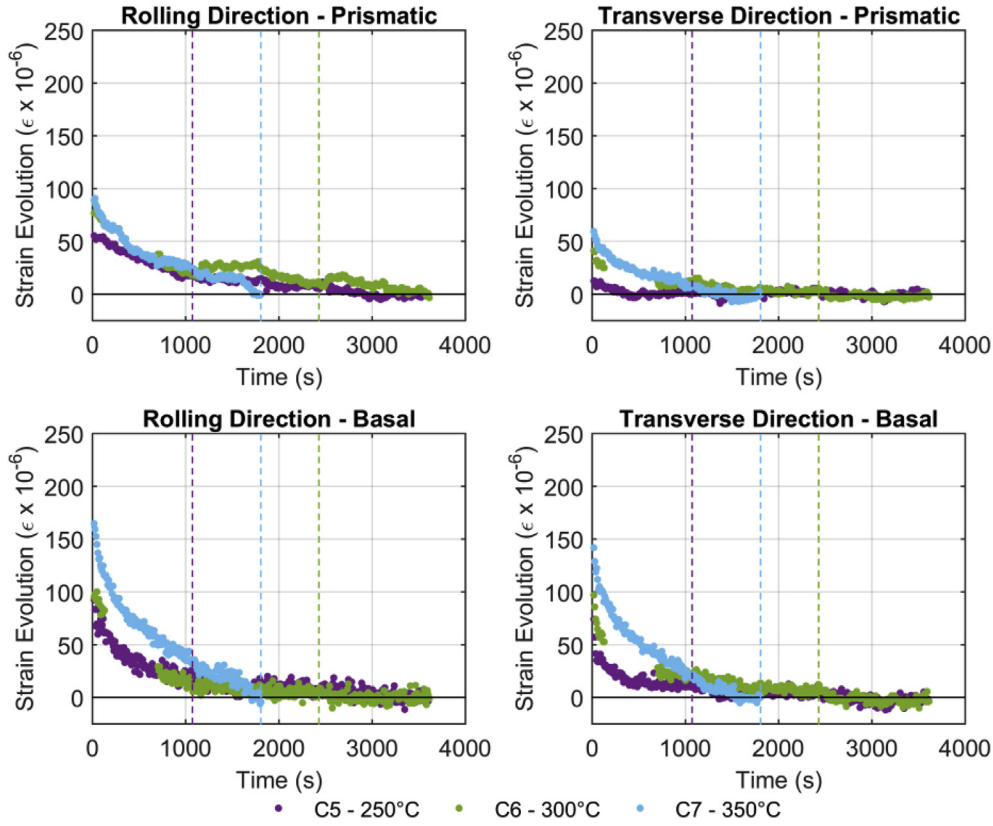 Rolling Direction - Prismatic
Strain Evolution (ϵ x 10⁻⁶)
250
200
150
100
50
0
0 1000 2000 3000 4000
Time (s)
Transverse Direction - Prismatic
Strain Evolution (ϵ x 10⁻⁶)
250
200
150
100
50
0
0 1000 2000 3000 4000
Time (s)
Rolling Direction - Basal
Strain Evolution (ϵ x 10⁻⁶)
250
200
150
100
50
0
0 1000 2000 3000 4000
Time (s)
Transverse Direction - Basal
Strain Evolution (ϵ x 10⁻⁶)
250
200
150
100
50
0
0 1000 2000 3000 4000
Time (s)
C5 - 250°C C6 - 300°C C7 - 350°C